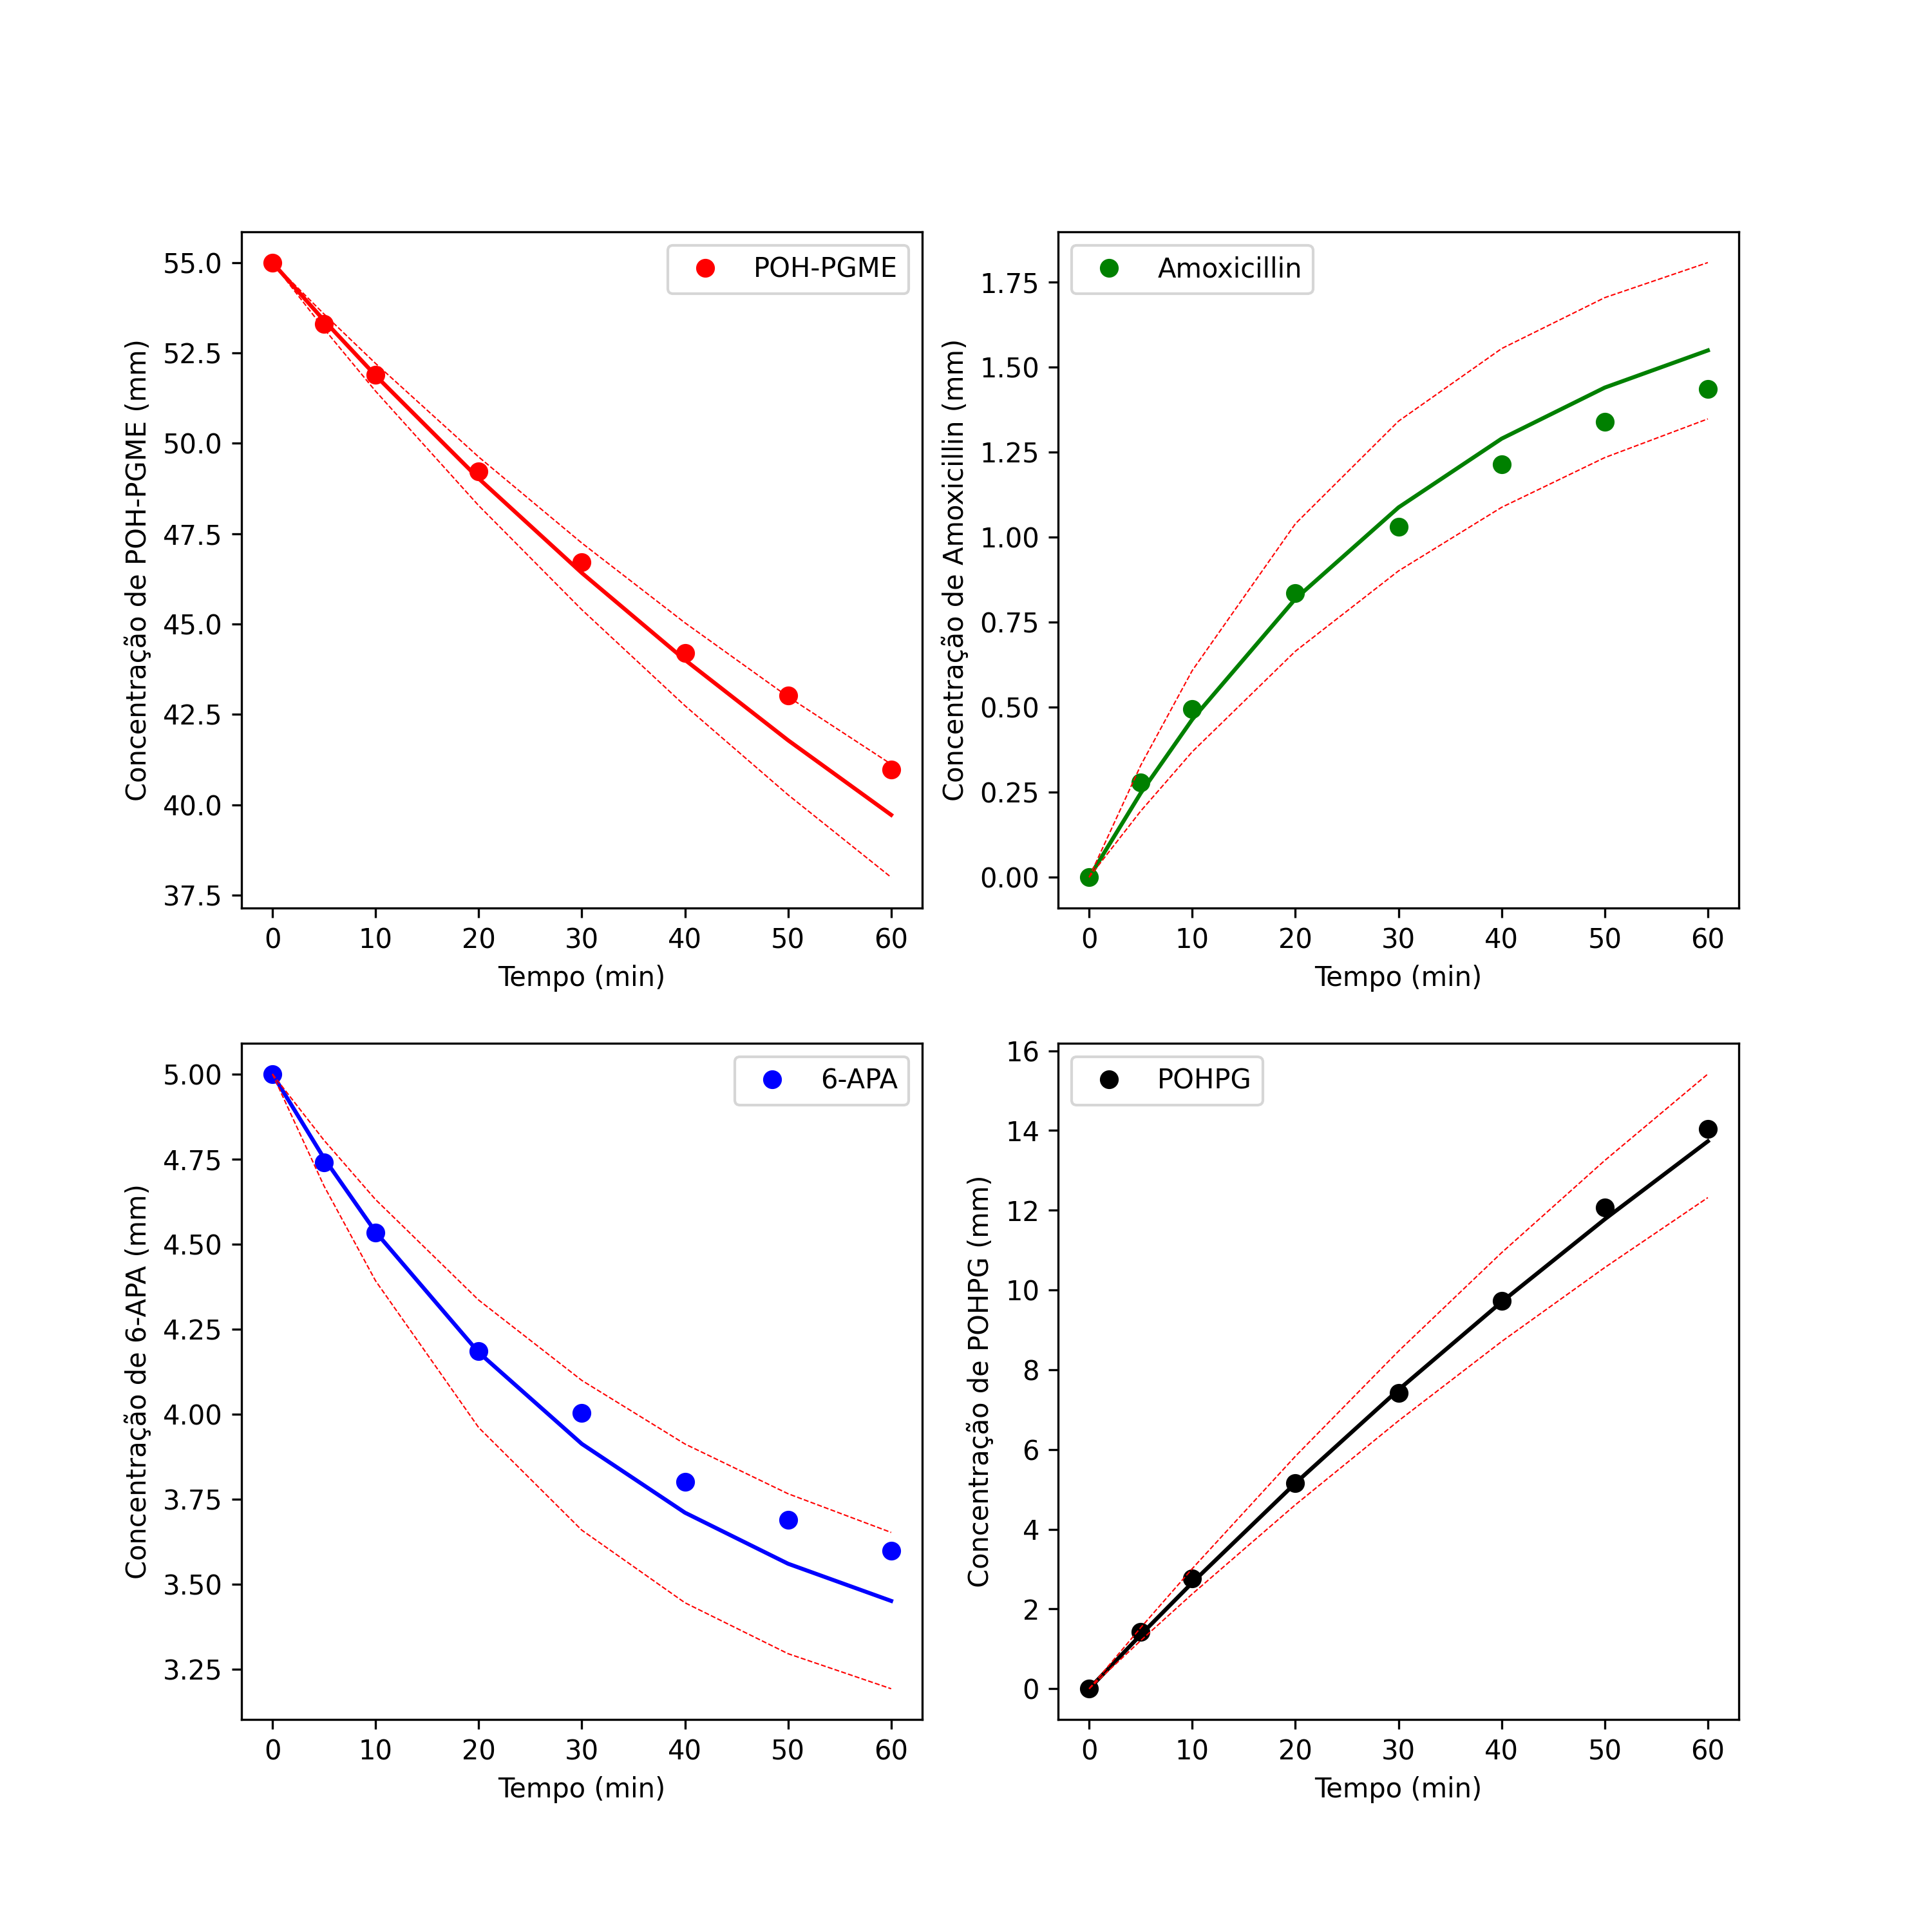 POH-PGME
55.0
52.5
50.0
47.5
45.0
42.5
40.0
37.5
Concentração de POH-PGME (mm)
0 10 20 30 40 50 60
Tempo (min)
Amoxicillin
1.75
1.50
1.25
1.00
0.75
0.50
0.25
0.00
Concentração de Amoxicillin (mm)
0 10 20 30 40 50 60
Tempo (min)
6-APA
5.00
4.75
4.50
4.25
4.00
3.75
3.50
3.25
Concentração de 6-APA (mm)
0 10 20 30 40 50 60
Tempo (min)
POHPG
16
14
12
10
8
6
4
2
0
Concentração de POHPG (mm)
0 10 20 30 40 50 60
Tempo (min)